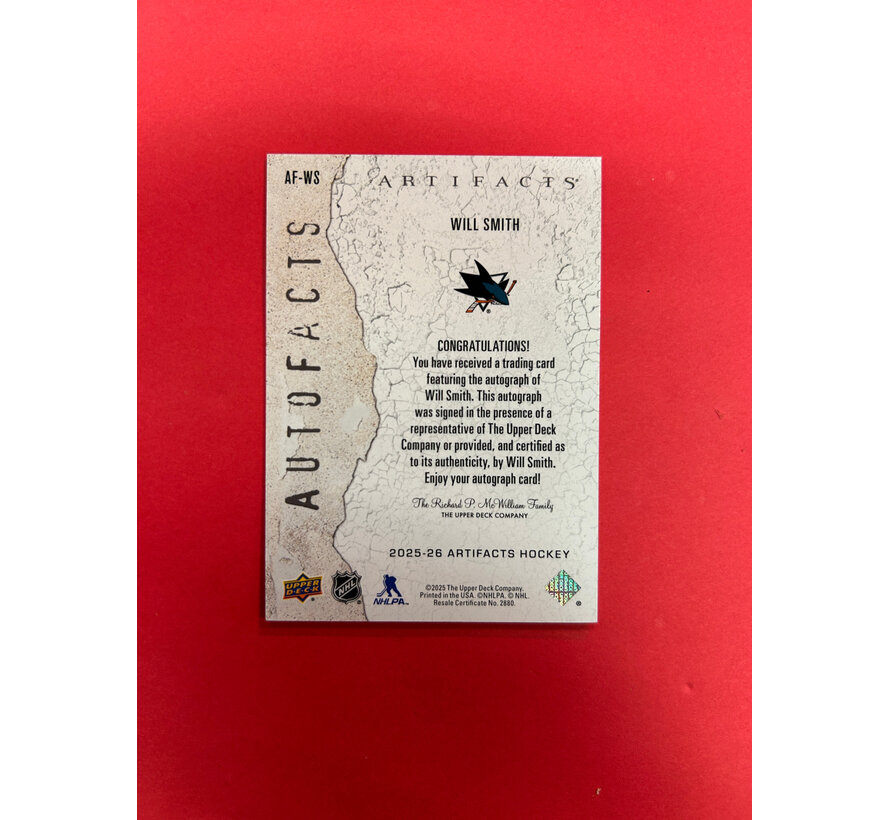 AF-WS
ARTIFACTS
AUTOFACTS
WILL SMITH
CONGRATULATIONS!
You have received a trading card
featuring the autograph of
Will Smith. This autograph
was signed in the presence of a
representative of The Upper Deck
Company or provided, and certified as
to its authenticity, by Will Smith.
Enjoy your autograph card!
The Richard P. McWilliam Family
THE UPPER DECK COMPANY
2025-26 ARTIFACTS HOCKEY
UPPER
D·E·C·K
NHL
NHLPA
©2025 The Upper Deck Company.
Printed in the USA. ©NHLPA. © NHL.
Resale Certificate No. 2880.